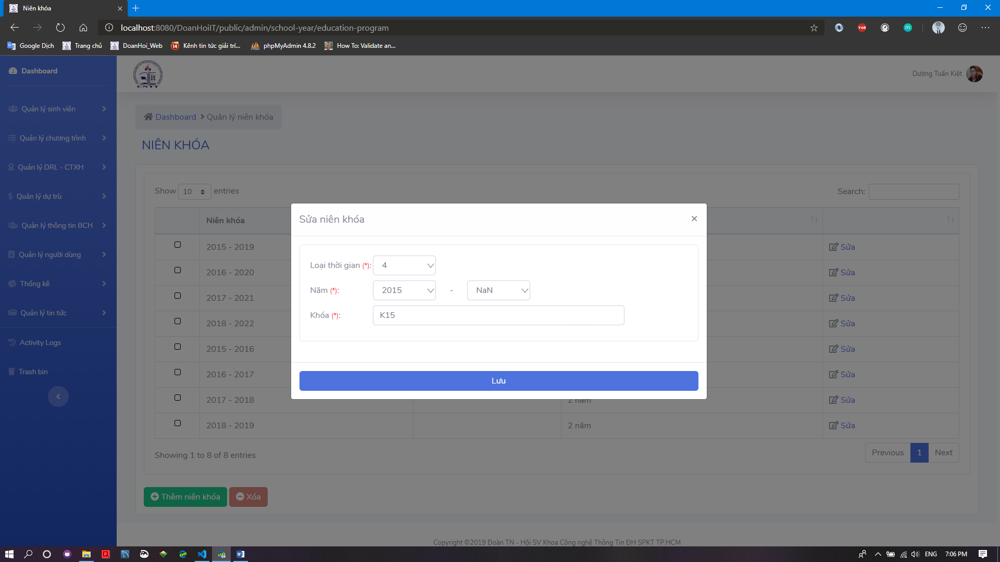 Niên khóa
localhost:8080/DoanHoiIT/public/admin/school-year/education-program
YAB
m
Google Dịch
Trang chủ
DoanHoi_Web
14
Kênh tin tức giải trí...
phpMyAdmin 4.8.2
How To: Validate an...
Dashboard
Quản lý sinh viên
Quản lý chương trình
Quản lý DRL - CTXH
Quản lý dự trù
Quản lý thông tin BCH
Quản lý người dùng
Thống kê
Quản lý tin tức
Activity Logs
Trash bin
it
CNTT
Dương Tuấn Kiệt
Dashboard > Quản lý niên khóa
NIÊN KHÓA
Show 10 entries
Search:
Niên khóa
2015 - 2019 Sửa
2016 - 2020 Sửa
2017 - 2021 Sửa
2018 - 2022 Sửa
2015 - 2016 Sửa
2016 - 2017 Sửa
2017 - 2018 2 năm Sửa
2018 - 2019 2 năm Sửa
Sửa niên khóa
×
Loại thời gian (*): 4
Năm (*): 2015 - NaN
Khóa (*): K15
Lưu
Showing 1 to 8 of 8 entries
Previous 1 Next
Thêm niên khóa
Xóa
Copyright ©2019 Đoàn TN - Hội SV Khoa Công nghệ Thông Tin ĐH SPKT TP.HCM
ENG
7:06 PM